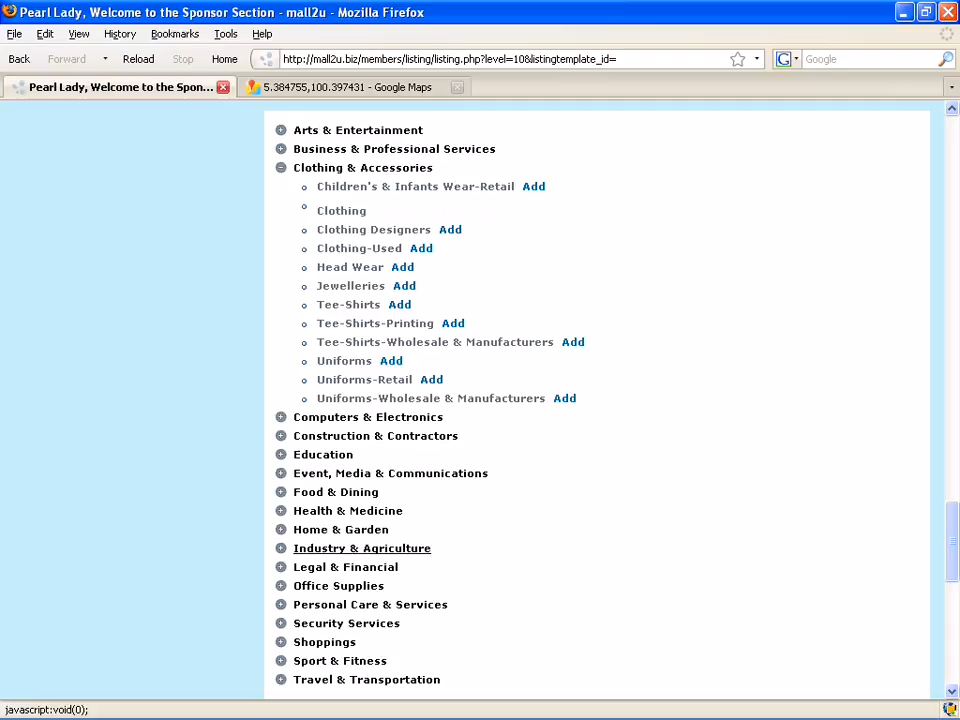 Pearl Lady, Welcome to the Sponsor Section - mall2u - Mozilla Firefox
File Edit View History Bookmarks Tools Help
Back Forward Reload Stop Home http://mall2u.biz/members/listing/listing.php?level=10&listingtemplate_id= G Google
Pearl Lady, Welcome to the Spon... 5.384755,100.397431 - Google Maps
Arts & Entertainment
Business & Professional Services
Clothing & Accessories
Children's & Infants Wear-Retail Add
Clothing
Clothing Designers Add
Clothing-Used Add
Head Wear Add
Jewelleries Add
Tee-Shirts Add
Tee-Shirts-Printing Add
Tee-Shirts-Wholesale & Manufacturers Add
Uniforms Add
Uniforms-Retail Add
Uniforms-Wholesale & Manufacturers Add
Computers & Electronics
Construction & Contractors
Education
Event, Media & Communications
Food & Dining
Health & Medicine
Home & Garden
Industry & Agriculture
Legal & Financial
Office Supplies
Personal Care & Services
Security Services
Shoppings
Sport & Fitness
Travel & Transportation
javascript:void(0);